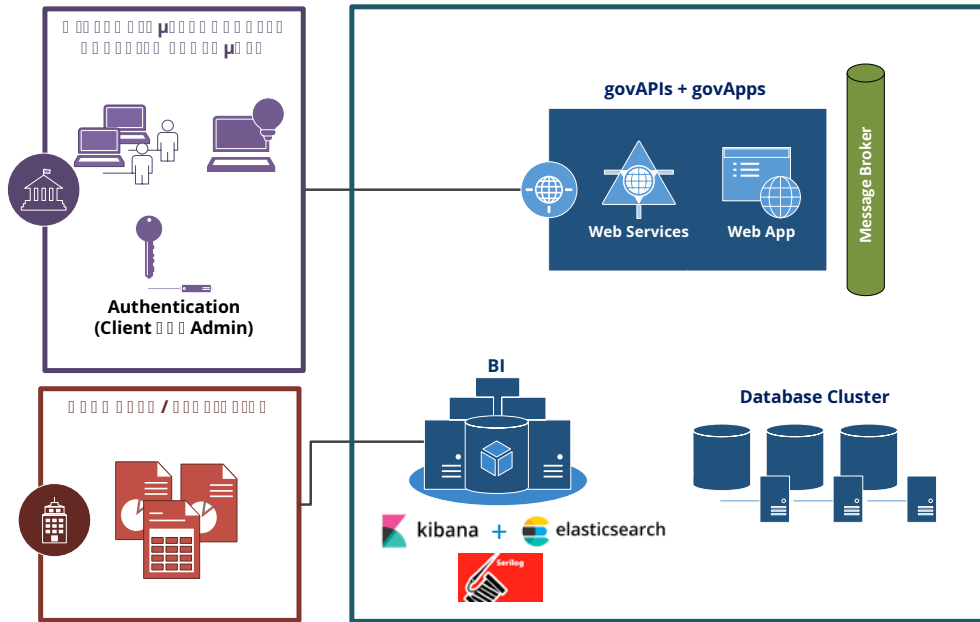 govAPIs + govApps
Message Broker
Web Services
Web App
Authentication
(Client Admin)
/
BI
Database Cluster
kibana + elasticsearch
Serilog